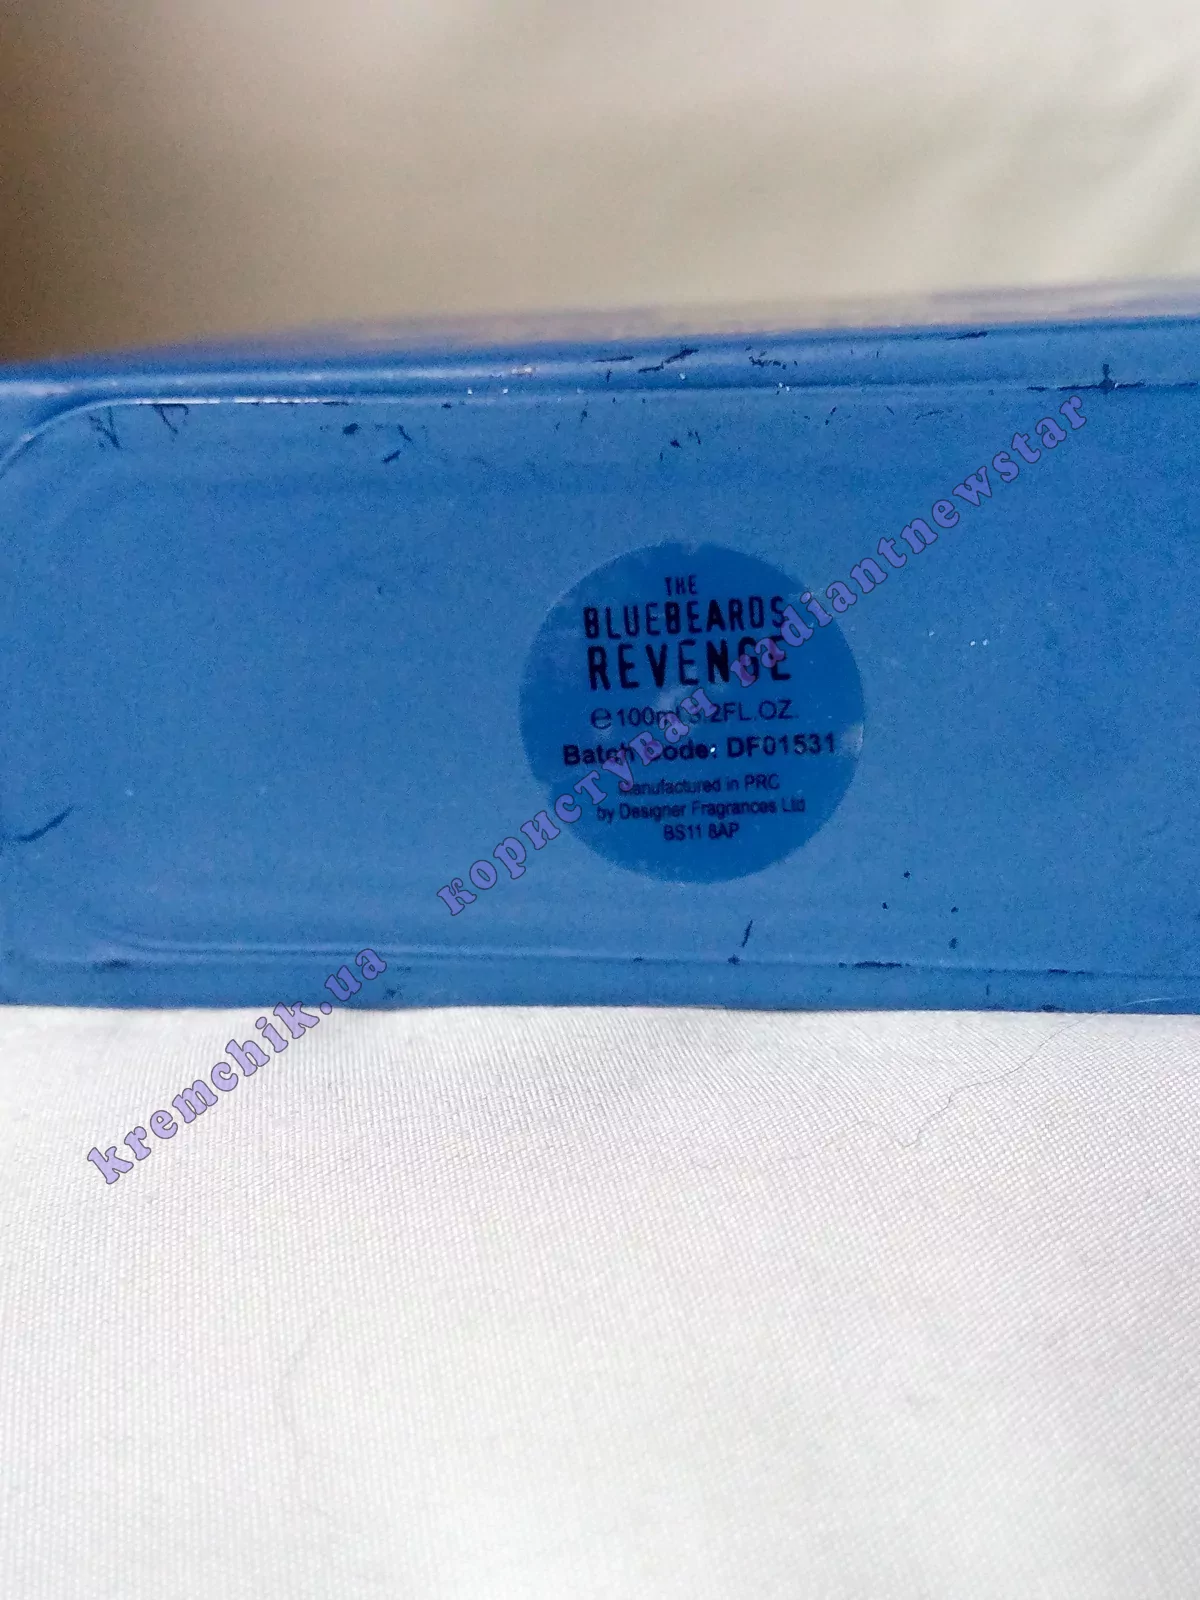 THE
BLUEBEARDS
REVENGE
℮100ml 3.2FL.OZ.
Batch Code: DF01531
Manufactured in PRC
by Designer Fragrances Ltd
BS11 8AP
kremchik.ua користувач radiantnewstar